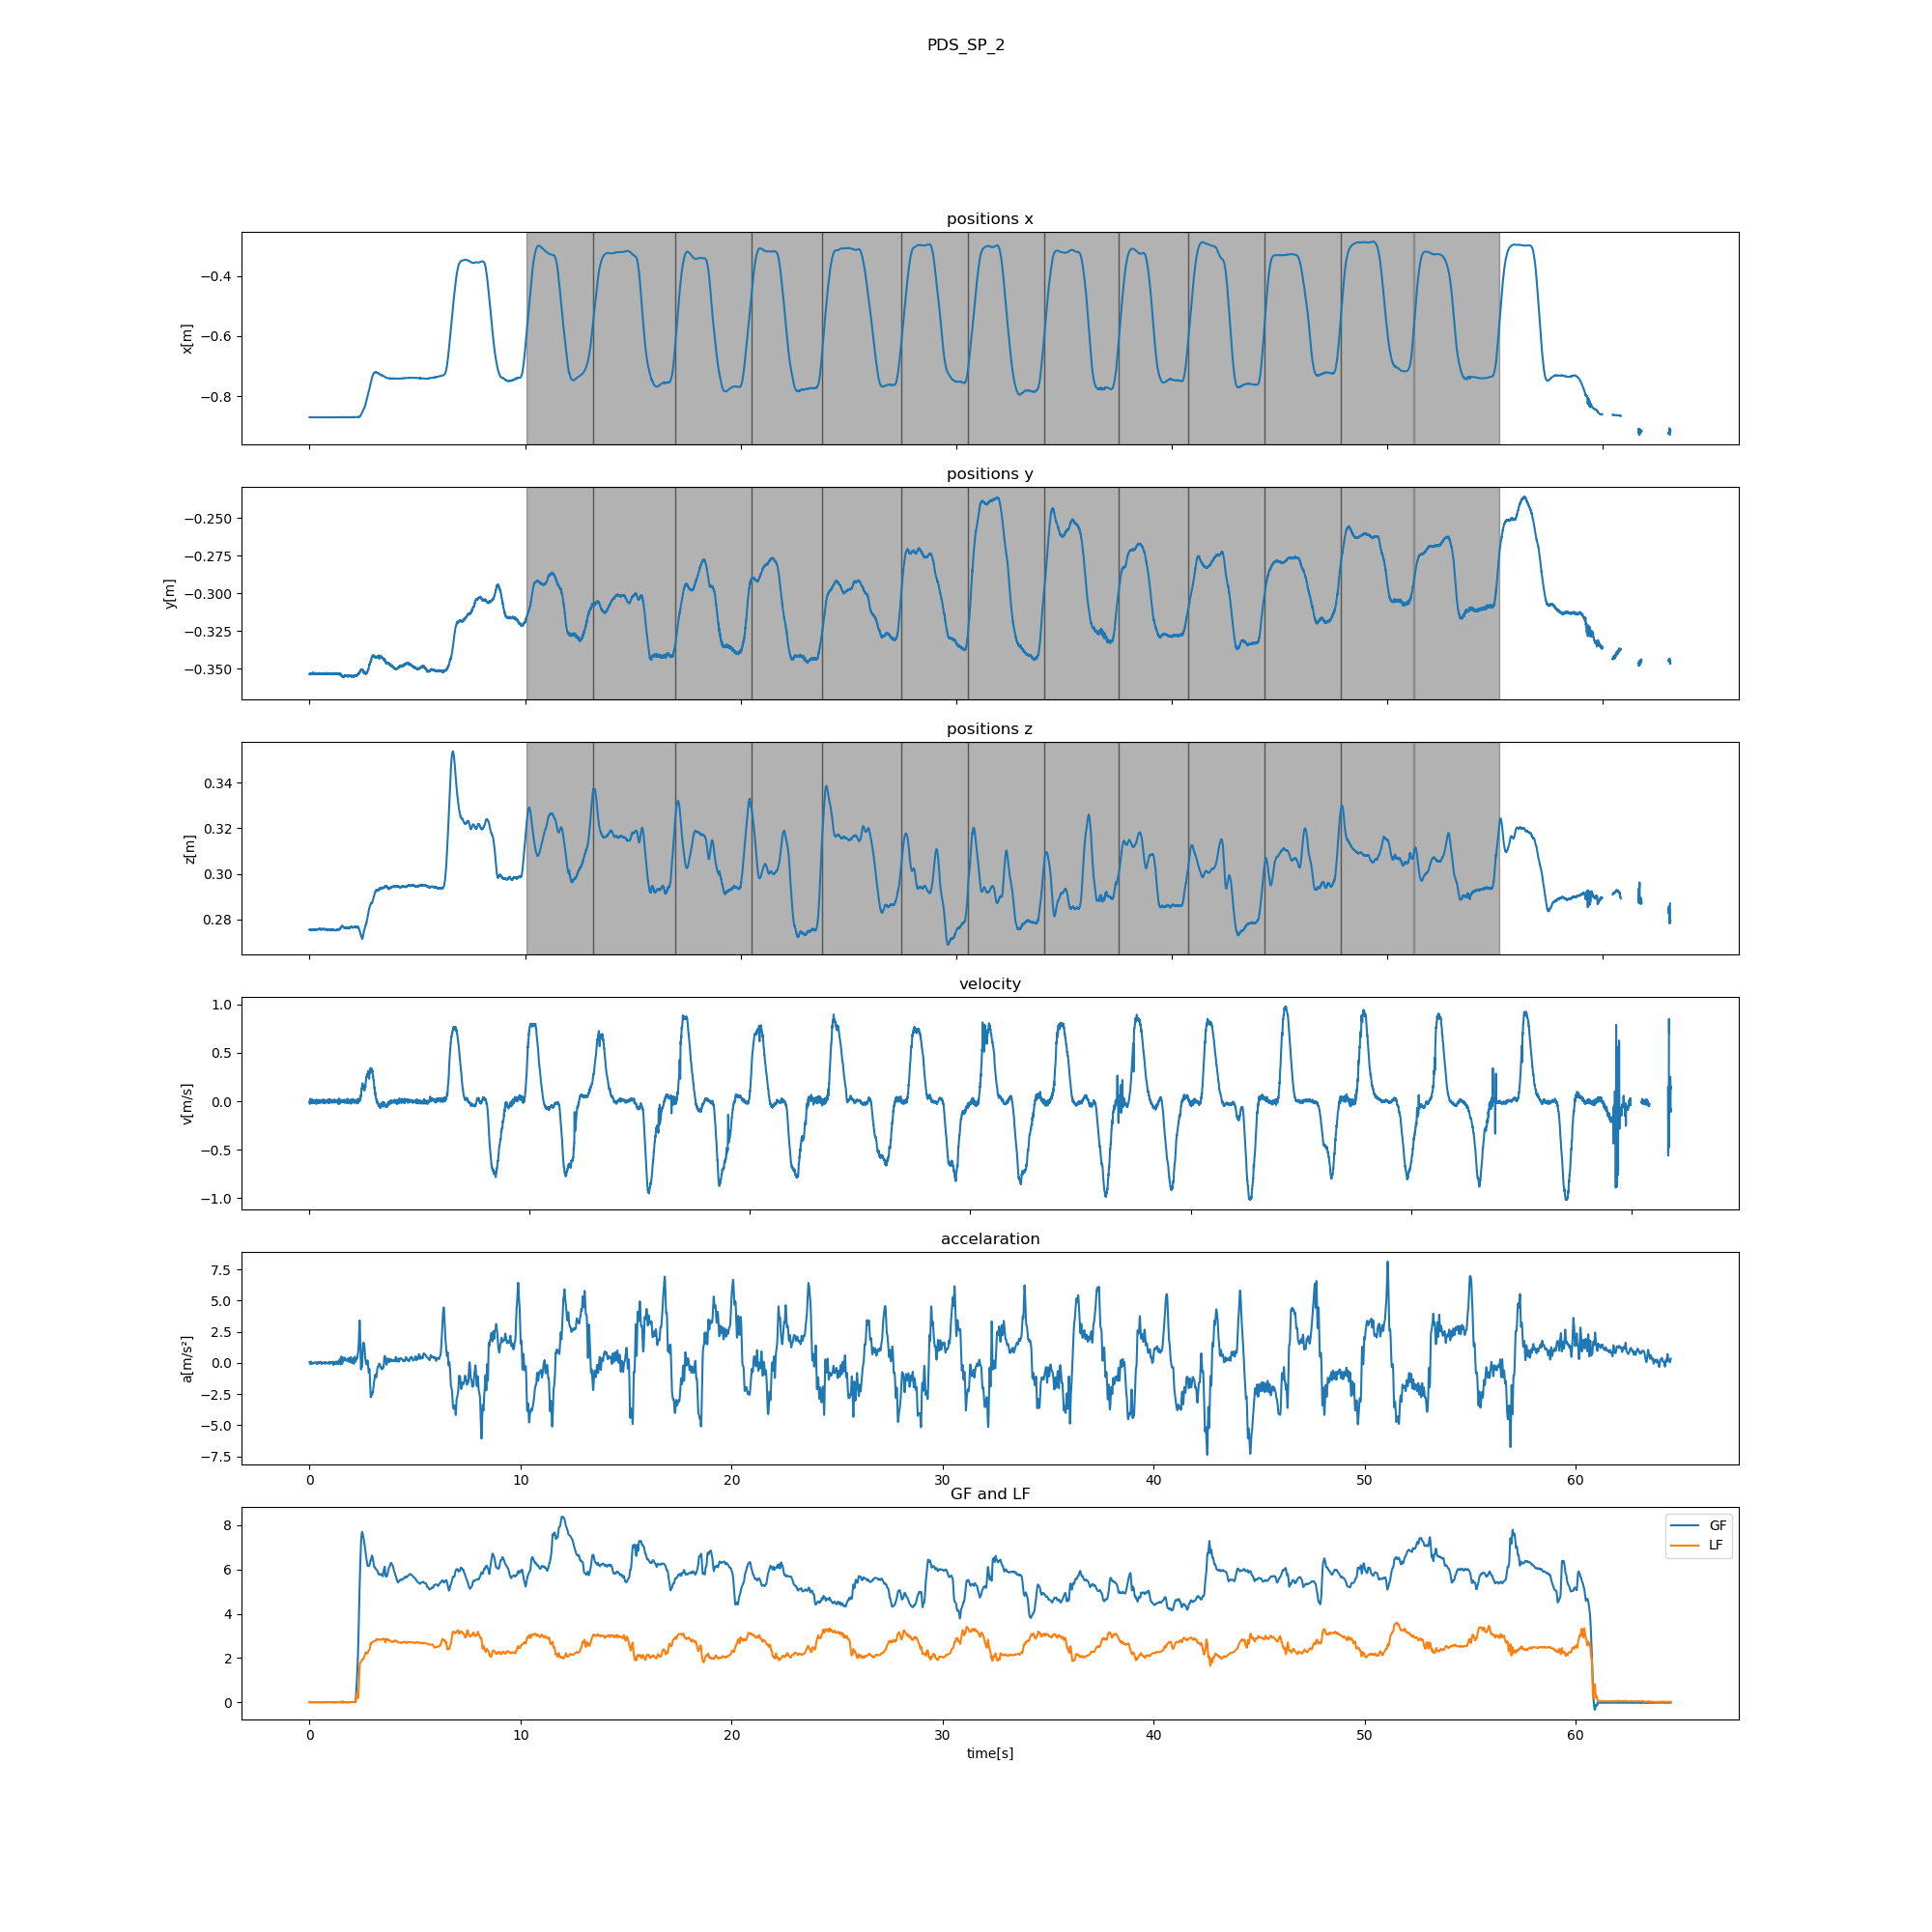 PDS_SP_2
positions x
x[m]
−0.4
−0.6
−0.8
positions y
y[m]
−0.250
−0.275
−0.300
−0.325
−0.350
positions z
z[m]
0.34
0.32
0.30
0.28
velocity
v[m/s]
1.0
0.5
0.0
−0.5
−1.0
accelaration
a[m/s²]
7.5
5.0
2.5
0.0
−2.5
−5.0
−7.5
0 10 20 30 40 50 60
GF and LF
8
6
4
2
0
GF
LF
0 10 20 30 40 50 60
time[s]